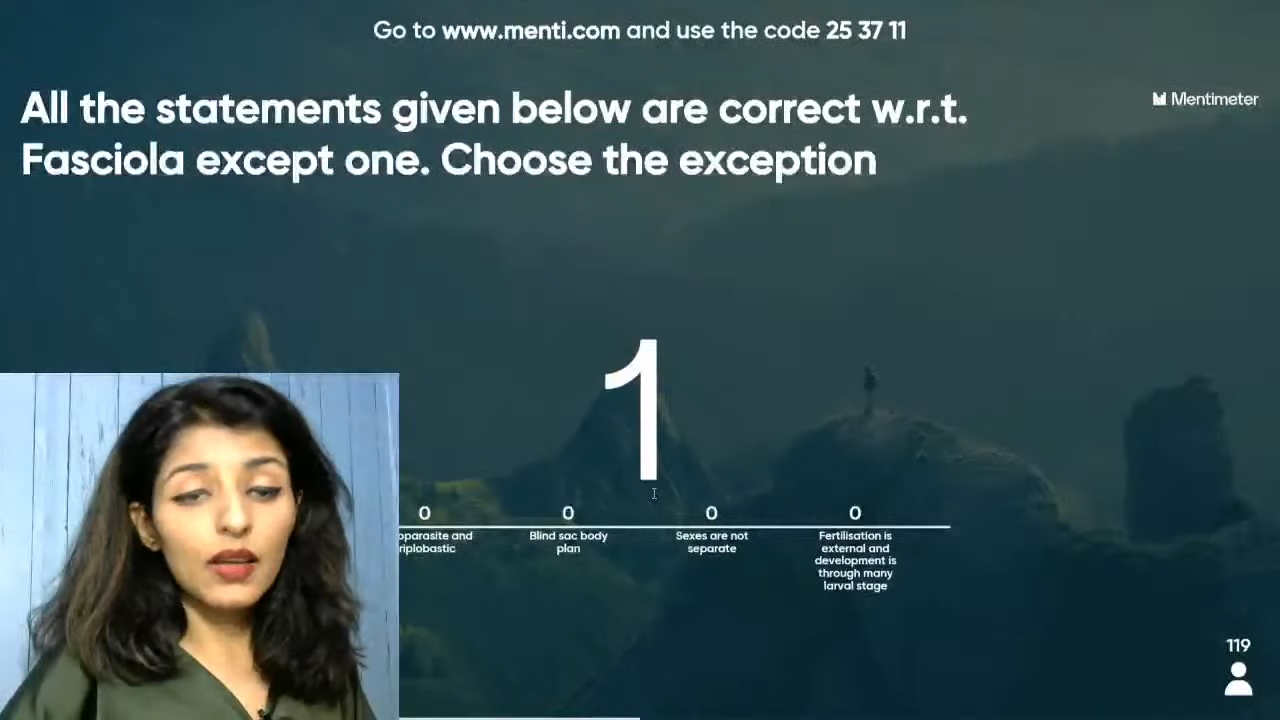 Go to www.menti.com and use the code 25 37 11
All the statements given below are correct w.r.t.
Fasciola except one. Choose the exception
Mentimeter
1
0
0
0
0
and
Blind sac body
plan
Sexes are not
separate
Fertilisation is
external and
development is
through many
larval stage
119